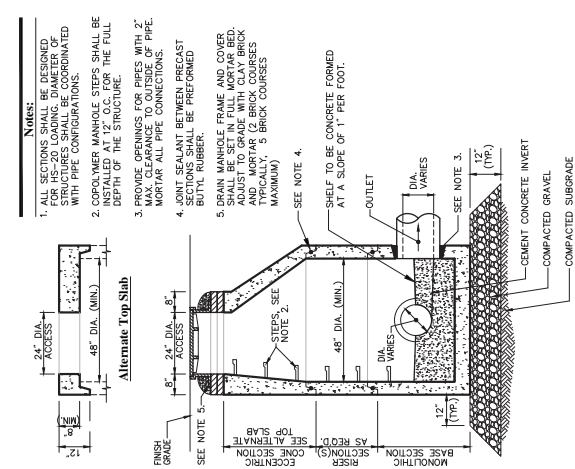 Notes:
1. ALL SECTIONS SHALL BE DESIGNED
FOR HS-20 LOADING. DIAMETER OF
STRUCTURES SHALL BE COORDINATED
WITH PIPE CONFIGURATIONS.
2. COPOLYMER MANHOLE STEPS SHALL BE
INSTALLED AT 12" O.C. FOR THE FULL
DEPTH OF THE STRUCTURE.
3. PROVIDE OPENINGS FOR PIPES WITH 2"
MAX. CLEARANCE TO OUTSIDE OF PIPE.
MORTAR ALL PIPE CONNECTIONS.
4. JOINT SEALANT BETWEEN PRECAST
SECTIONS SHALL BE PREFORMED
BUTYL RUBBER.
5. DRAIN MANHOLE FRAME AND COVER
SHALL BE SET IN FULL MORTAR BED.
ADJUST TO GRADE WITH CLAY BRICK
AND MORTAR (2 BRICK COURSES
TYPICALLY, 5 BRICK COURSES
MAXIMUM)
12"
8"
(MIN.)
24" DIA.
ACCESS
48" DIA. (MIN.)
Alternate Top Slab
FINISH
GRADE
SEE NOTE 5.
8"
24" DIA.
ACCESS
8"
STEPS, SEE
NOTE 2.
48" DIA. (MIN.)
DIA.
VARIES
SEE NOTE 4.
SHELF TO BE CONCRETE FORMED
AT A SLOPE OF 1" PER FOOT.
OUTLET
DIA.
VARIES
SEE NOTE 3.
12"
(TYP.)
12"
(TYP.)
ECCENTRIC
CONE SECTION
SEE ALTERNATE
TOP SLAB
RISER
SECTION(S)
AS REQ'D.
MONOLITHIC
BASE SECTION
CEMENT CONCRETE INVERT
COMPACTED GRAVEL
COMPACTED SUBGRADE